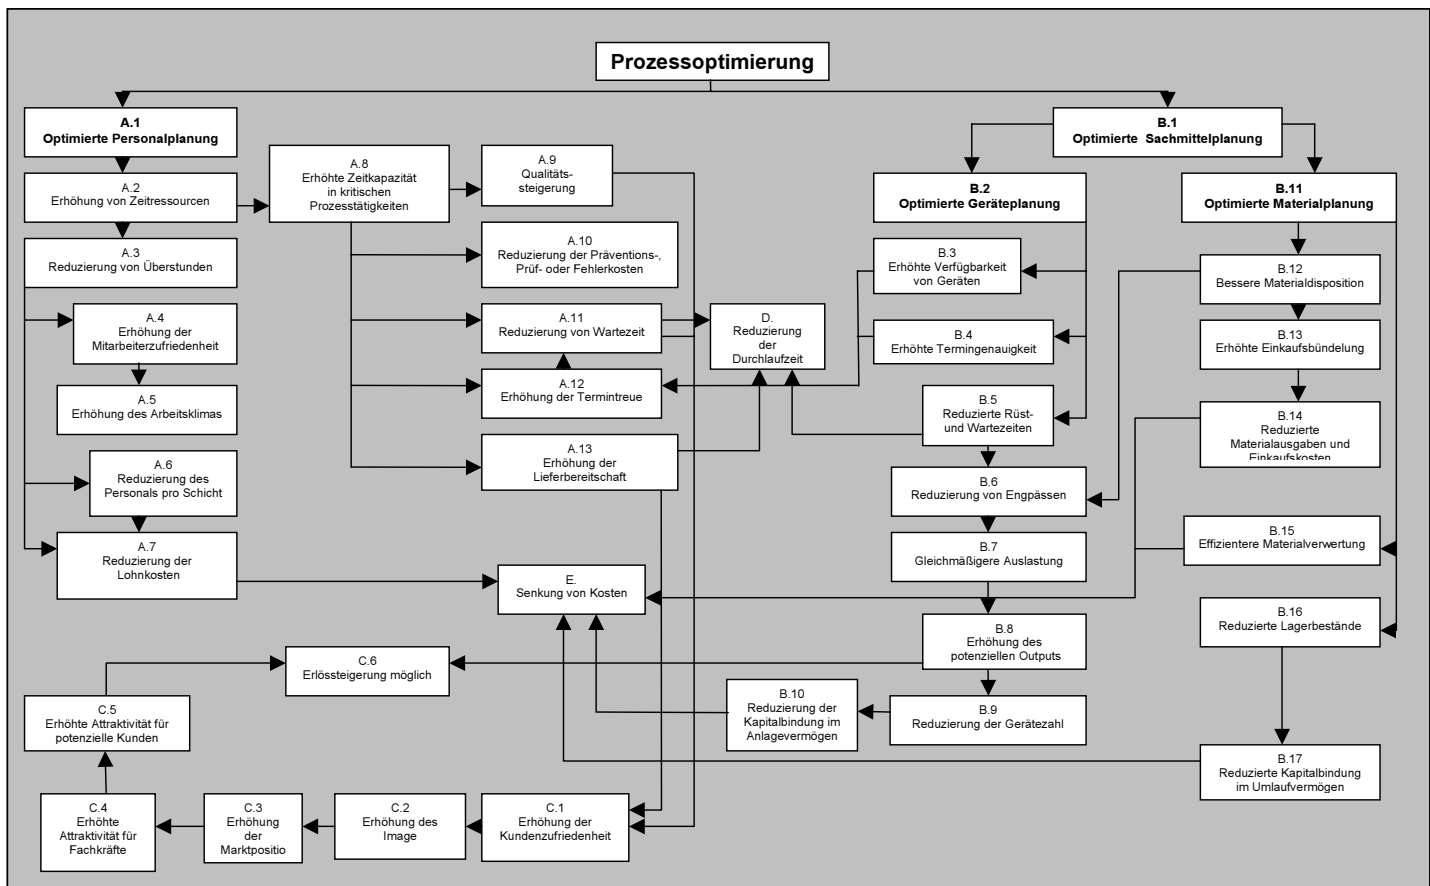 Prozessoptimierung
A.1
Optimierte Personalplanung
A.2
Erhöhung von Zeitressourcen
A.3
Reduzierung von Überstunden
A.4
Erhöhung der
Mitarbeiterzufriedenheit
A.5
Erhöhung des Arbeitsklimas
A.6
Reduzierung des
Personals pro Schicht
A.7
Reduzierung der
Lohnkosten
A.8
Erhöhte Zeitkapazität
in kritischen
Prozesstätigkeiten
A.9
Qualitäts-
steigerung
A.10
Reduzierung der Präventions-,
Prüf- oder Fehlerkosten
A.11
Reduzierung von Wartezeit
A.12
Erhöhung der Termintreue
A.13
Erhöhung der
Lieferbereitschaft
D.
Reduzierung
der
Durchlaufzeit
E.
Senkung von Kosten
B.1
Optimierte Sachmittelplanung
B.2
Optimierte Geräteplanung
B.3
Erhöhte Verfügbarkeit
von Geräten
B.4
Erhöhte Termingenauigkeit
B.5
Reduzierte Rüst-
und Wartezeiten
B.6
Reduzierung von Engpässen
B.7
Gleichmäßigere Auslastung
B.8
Erhöhung des
potenziellen Outputs
B.9
Reduzierung der Gerätezahl
B.10
Reduzierung der
Kapitalbindung im
Anlagevermögen
B.11
Optimierte Materialplanung
B.12
Bessere Materialdisposition
B.13
Erhöhte Einkaufsbündelung
B.14
Reduzierte
Materialausgaben und
Einkaufskosten
B.15
Effizientere Materialverwertung
B.16
Reduzierte Lagerbestände
B.17
Reduzierte Kapitalbindung
im Umlaufvermögen
C.6
Erlössteigerung möglich
C.5
Erhöhte Attraktivität für
potenzielle Kunden
C.4
Erhöhte
Attraktivität für
Fachkräfte
C.3
Erhöhung
der
Marktpositio
C.2
Erhöhung des
Image
C.1
Erhöhung der
Kundenzufriedenheit